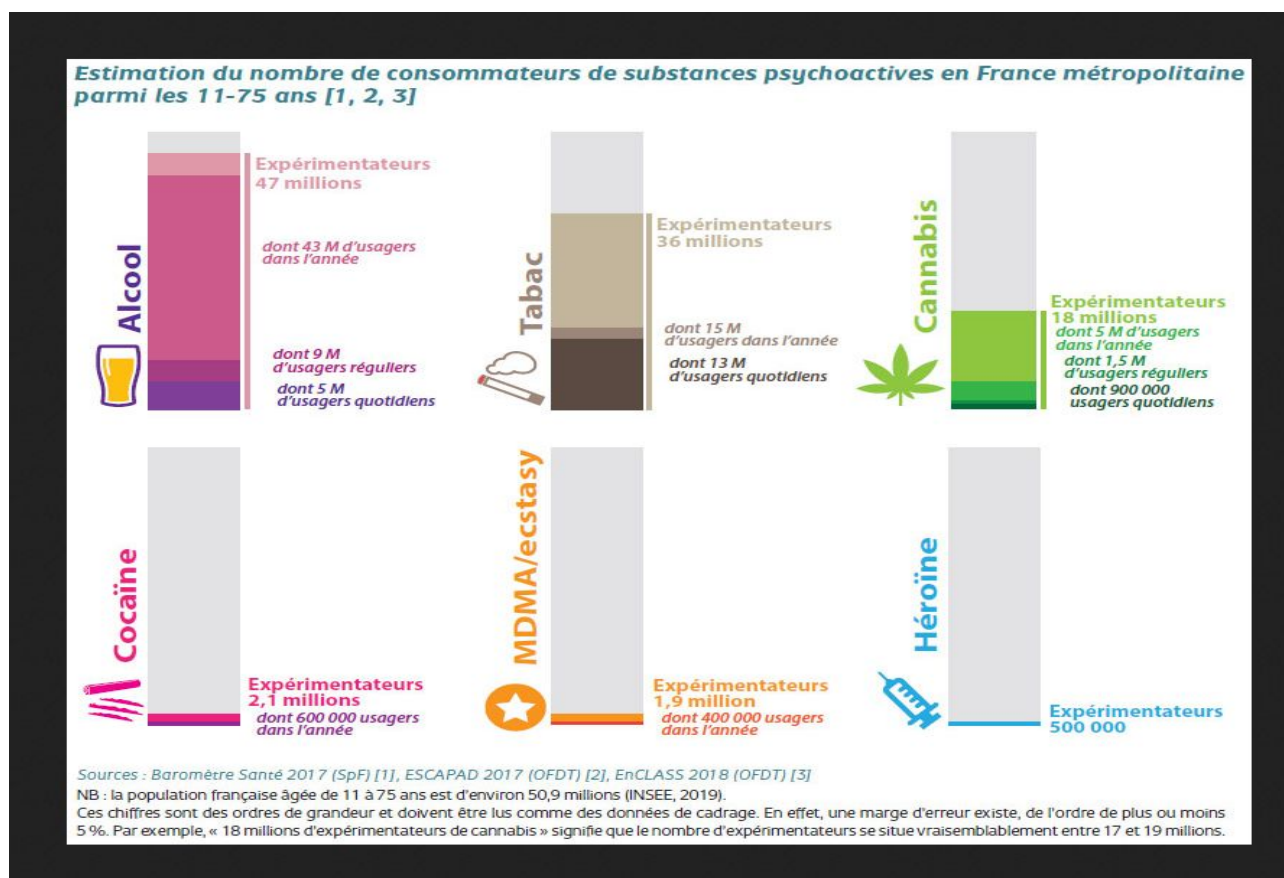 Estimation du nombre de consommateurs de substances psychoactives en France métropolitaine
parmi les 11-75 ans [1, 2, 3]
Alcool
Expérimentateurs
47 millions
dont 43 M d'usagers
dans l'année
dont 9 M
d'usagers réguliers
dont 5 M
d'usagers quotidiens
Tabac
Expérimentateurs
36 millions
dont 15 M
d'usagers dans l'année
dont 13 M
d'usagers quotidiens
Cannabis
Expérimentateurs
18 millions
dont 5 M d'usagers
dans l'année
dont 1,5 M
d'usagers réguliers
dont 900 000
usagers quotidiens
Cocaïne
Expérimentateurs
2,1 millions
dont 600 000 usagers
dans l'année
MDMA/ecstasy
Expérimentateurs
1,9 million
dont 400 000 usagers
dans l'année
Héroïne
Expérimentateurs
500 000
Sources : Baromètre Santé 2017 (SpF) [1], ESCAPAD 2017 (OFDT) [2], EnCLASS 2018 (OFDT) [3]
NB : la population française âgée de 11 à 75 ans est d'environ 50,9 millions (INSEE, 2019).
Ces chiffres sont des ordres de grandeur et doivent être lus comme des données de cadrage. En effet, une marge d'erreur existe, de l'ordre de plus ou moins
5 %. Par exemple, « 18 millions d'expérimentateurs de cannabis » signifie que le nombre d'expérimentateurs se situe vraisemblablement entre 17 et 19 millions.